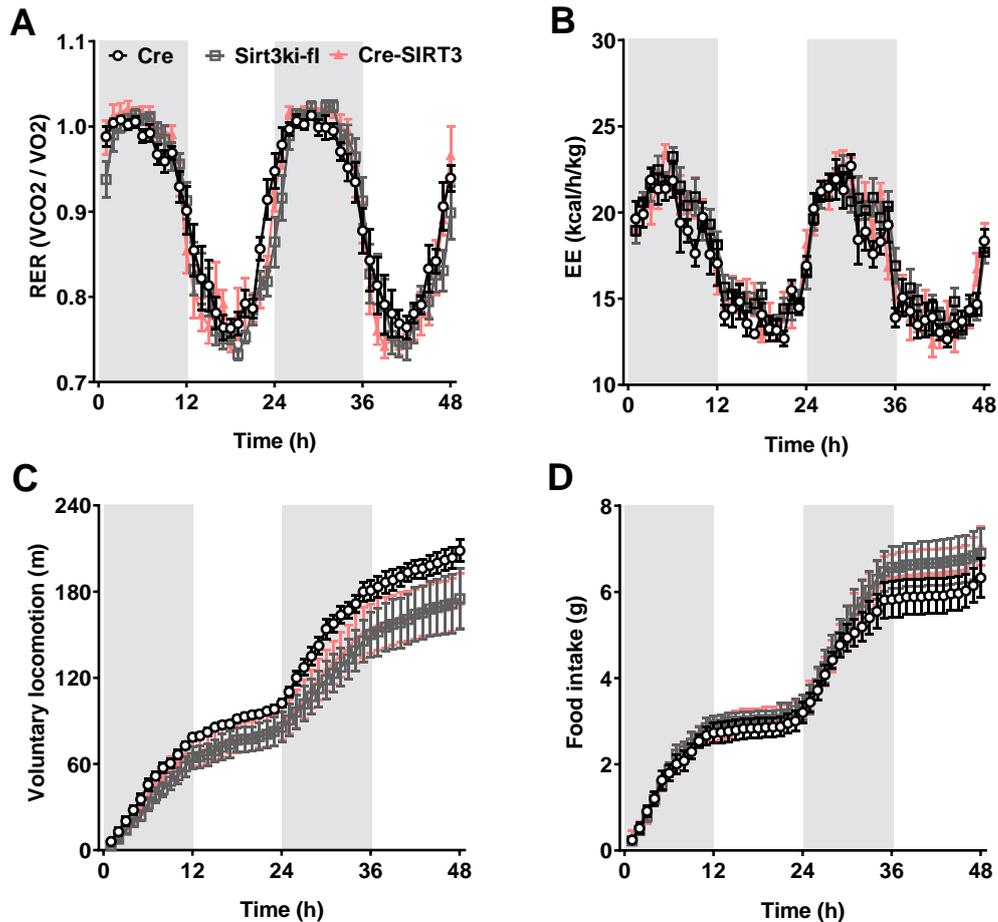 A
RER (VCO2 / VO2)
1.1
1.0
0.9
0.8
0.7
Cre
Sirt3ki-fl
Cre-SIRT3
0 12 24 36 48
Time (h)
B
EE (kcal/h/kg)
30
25
20
15
10
0 12 24 36 48
Time (h)
C
Voluntary locomotion (m)
240
180
120
60
0
0 12 24 36 48
Time (h)
D
Food intake (g)
8
6
4
2
0
0 12 24 36 48
Time (h)